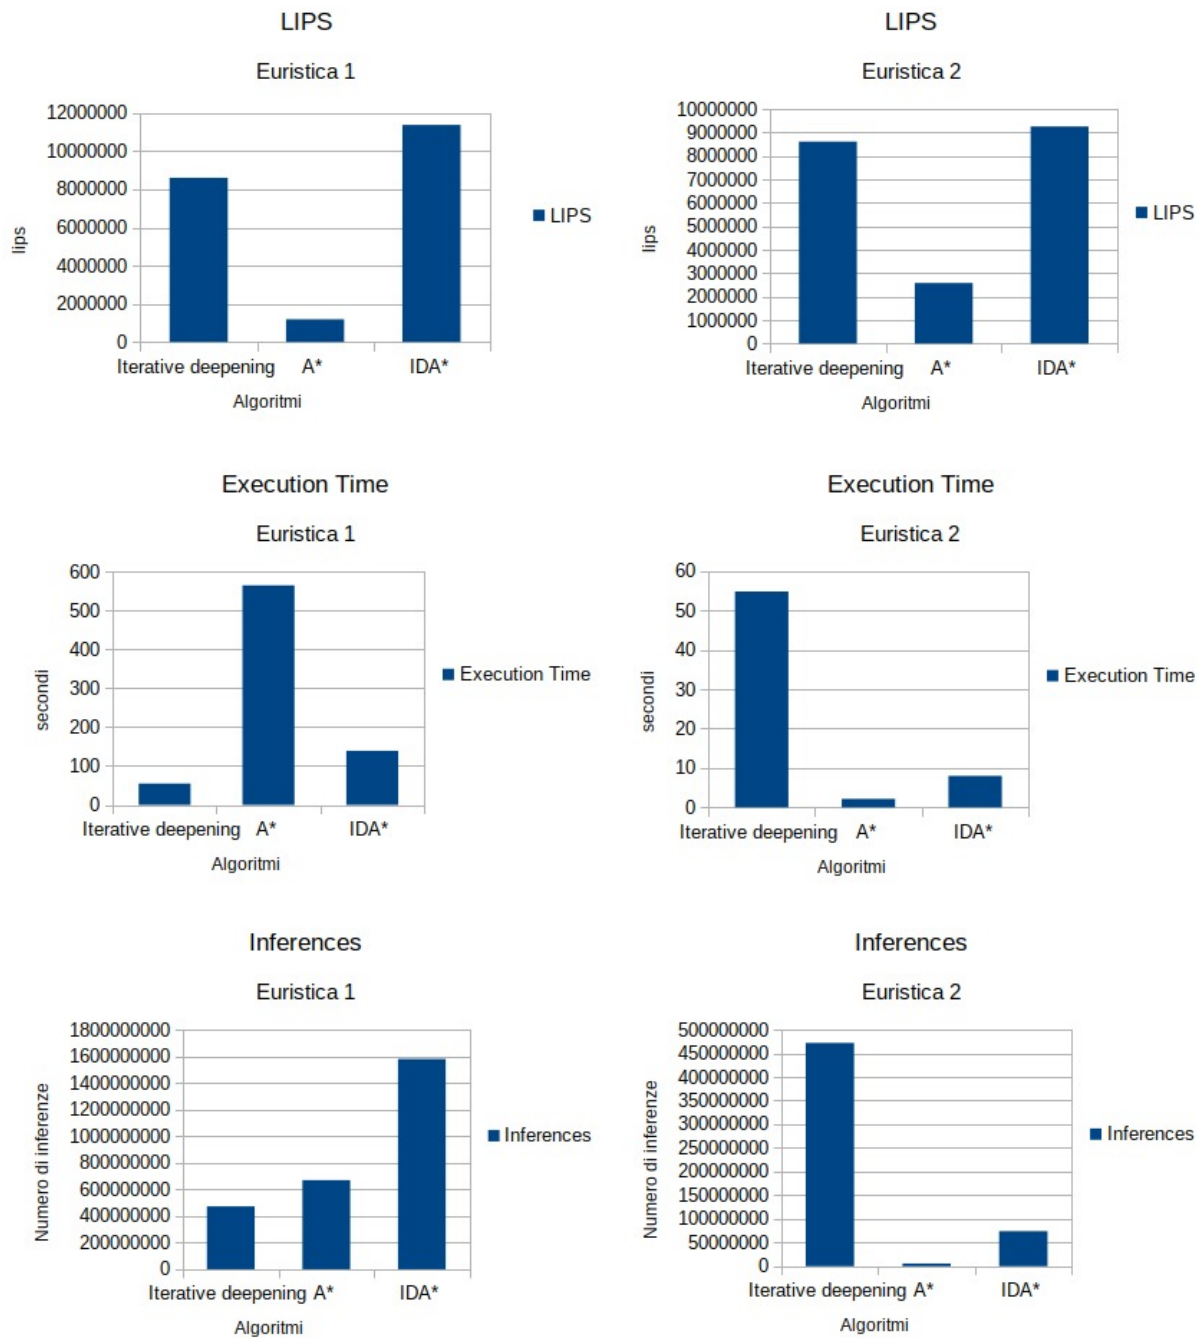 LIPS
Euristica 1
12000000
10000000
8000000
6000000
4000000
2000000
0
lips
Iterative deepening A* IDA*
Algoritmi
LIPS
LIPS
Euristica 2
10000000
9000000
8000000
7000000
6000000
5000000
4000000
3000000
2000000
1000000
0
lips
Iterative deepening A* IDA*
Algoritmi
LIPS
Execution Time
Euristica 1
600
500
400
300
200
100
0
secondi
Iterative deepening A* IDA*
Algoritmi
Execution Time
Execution Time
Euristica 2
60
50
40
30
20
10
0
secondi
Iterative deepening A* IDA*
Algoritmi
Execution Time
Inferences
Euristica 1
1800000000
1600000000
1400000000
1200000000
1000000000
800000000
600000000
400000000
200000000
0
Numero di inferenze
Iterative deepening A* IDA*
Algoritmi
Inferences
Inferences
Euristica 2
500000000
450000000
400000000
350000000
300000000
250000000
200000000
150000000
100000000
50000000
0
Numero di inferenze
Iterative deepening A* IDA*
Algoritmi
Inferences